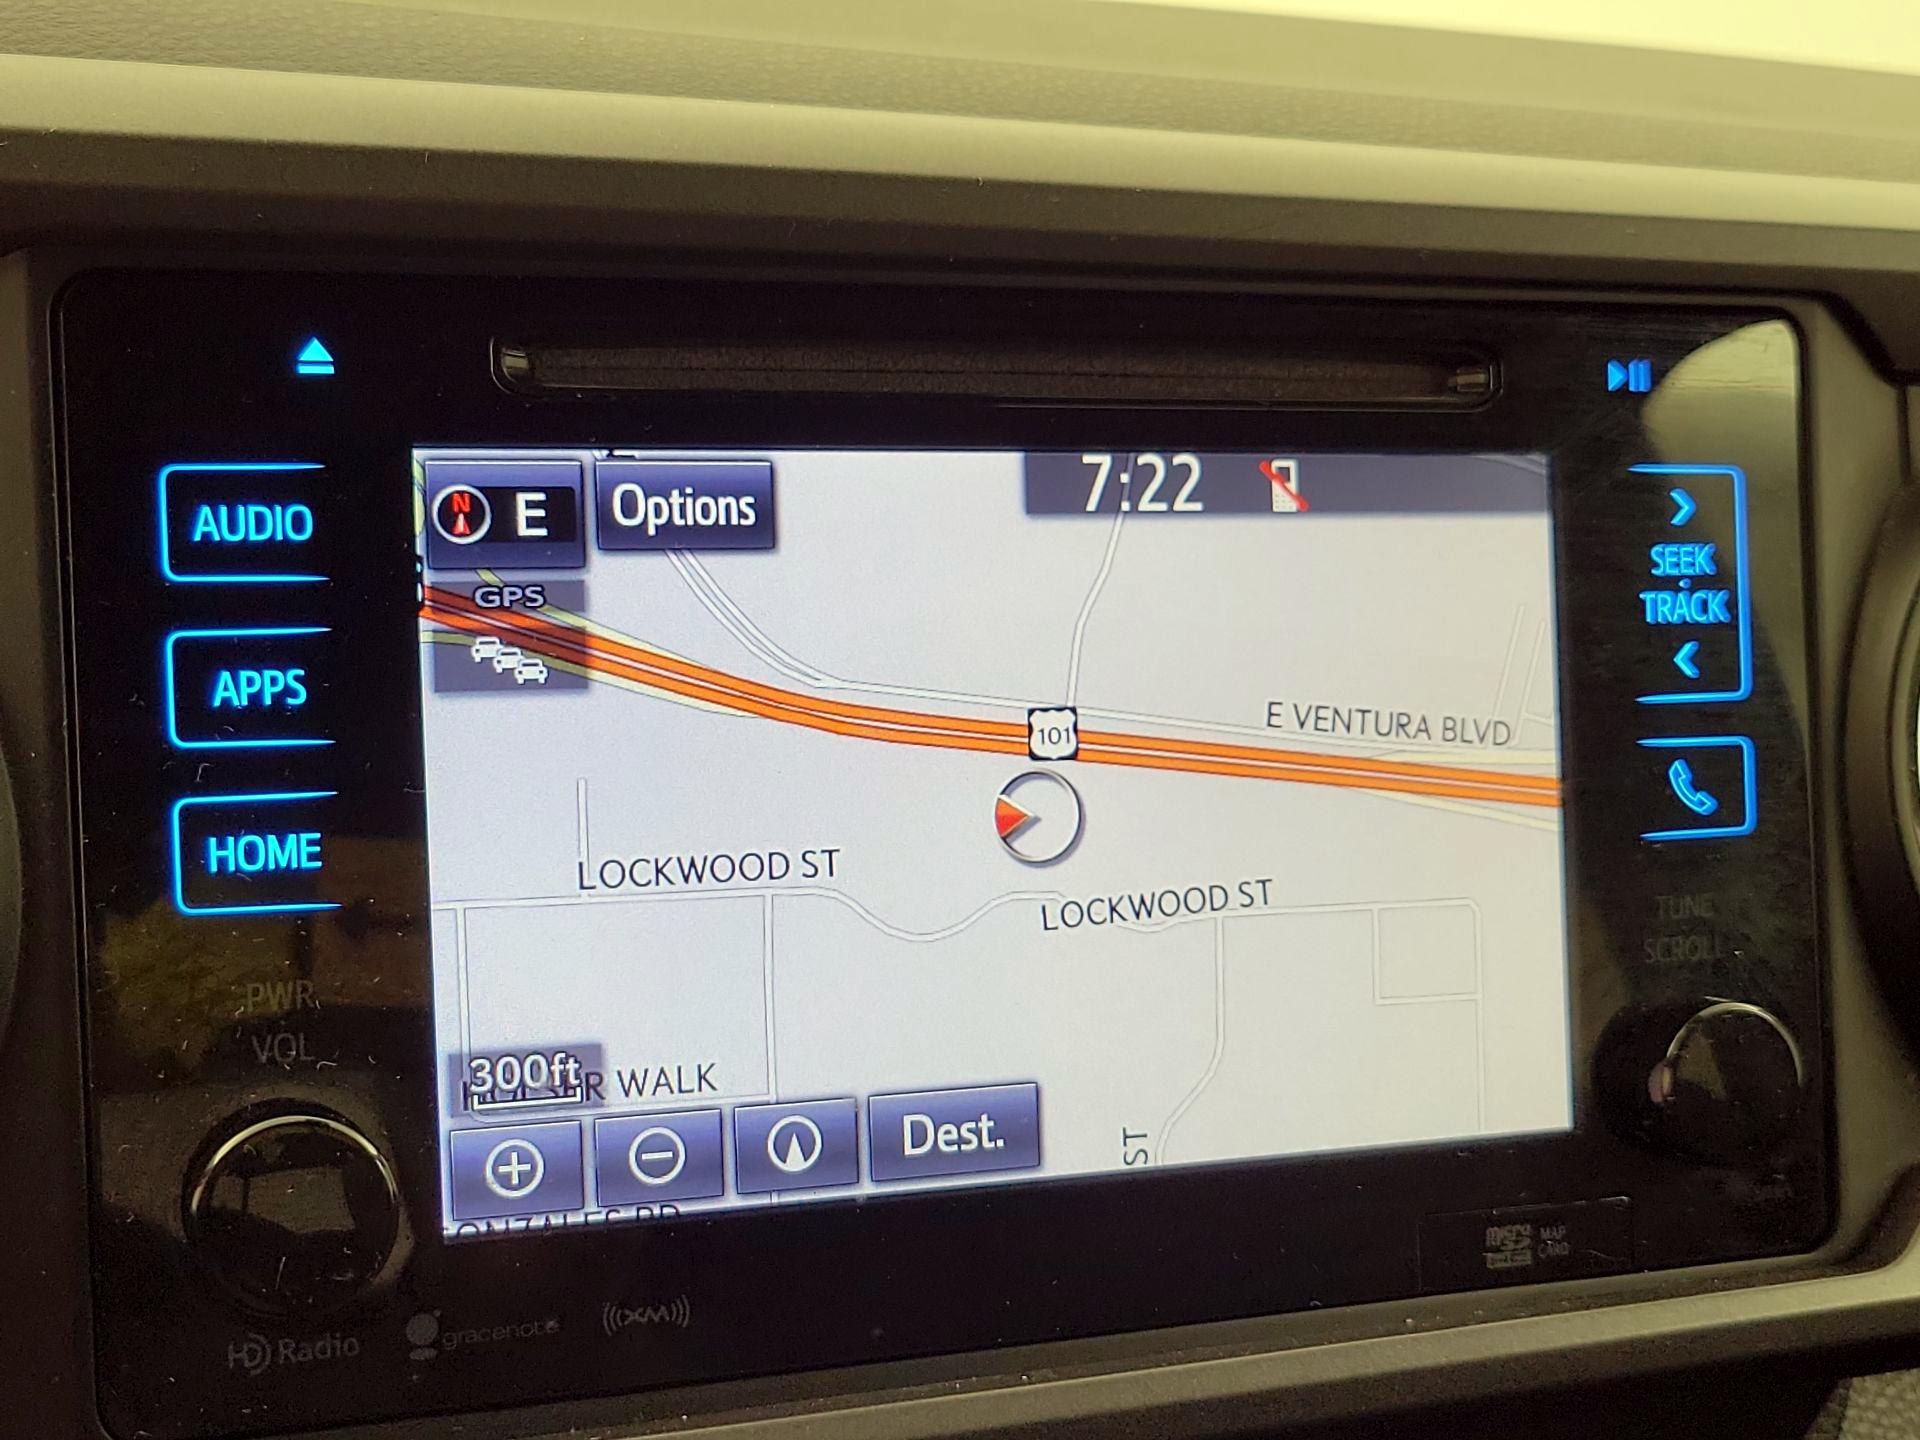 AUDIO
APPS
HOME
PWR
VOL
N E
Options
7:22
GPS
101
E VENTURA BLVD
LOCKWOOD ST
LOCKWOOD ST
300ft
WALK
ST
Dest.
SEEK
TRACK
TUNE
SCROLL
micro
MAP
CARD
HD Radio
gracenote
((XM))